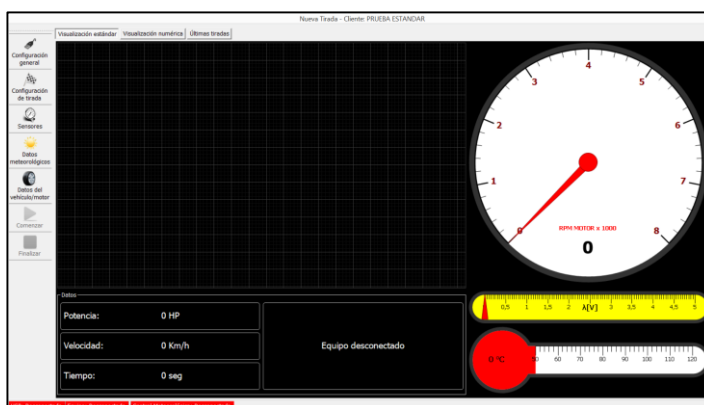 Nueva Tirada - Cliente: PRUEBA ESTANDAR
Visualización estándar
Visualización numérica
Últimas tiradas
Configuración
general
Configuración
de tirada
Sensores
Datos
meteorológicos
Datos del
vehículo/motor
Comenzar
Finalizar
0
1
2
3
4
5
6
7
8
RPM MOTOR x 1000
0
Datos
Potencia: 0 HP
Velocidad: 0 Km/h
Tiempo: 0 seg
Equipo desconectado
0,5 1 1,5 2 λ[V] 3 3,5 4 4,5 5
0 ºC
50 60 70 80 90 100 110 120